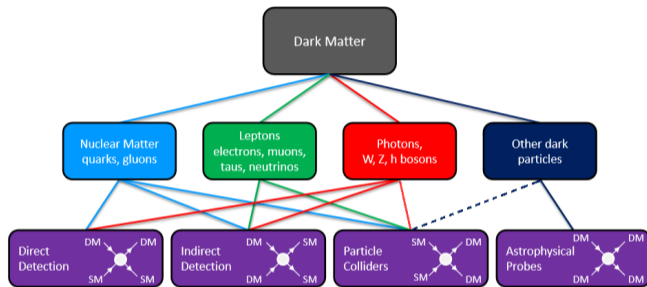 Dark Matter
Nuclear Matter
quarks, gluons
Leptons
electrons, muons,
taus, neutrinos
Photons,
W, Z, h bosons
Other dark
particles
Direct
Detection
DM DM
SM SM
Indirect
Detection
DM SM
DM SM
Particle
Colliders
SM DM
SM DM
Astrophysical
Probes
DM DM
DM DM